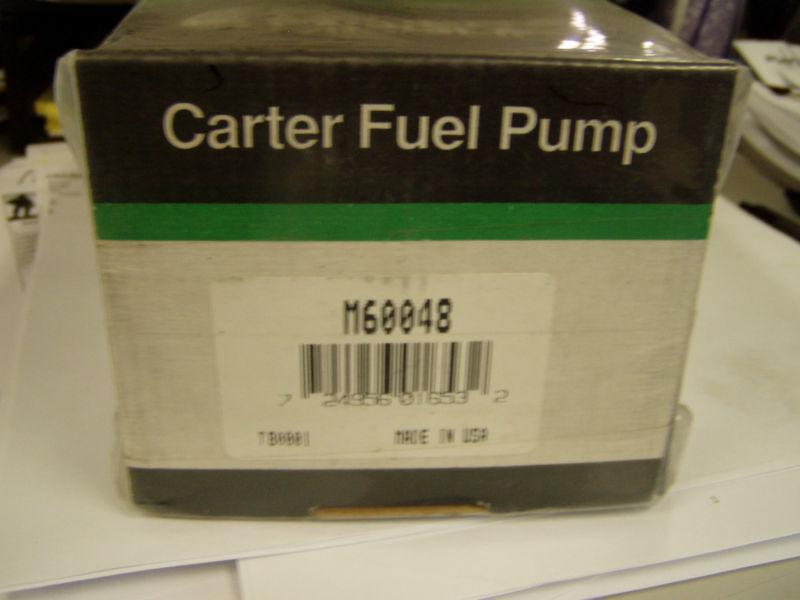 Carter Fuel Pump
M60048
7 24956 01653 2
TB0001 MADE IN USA